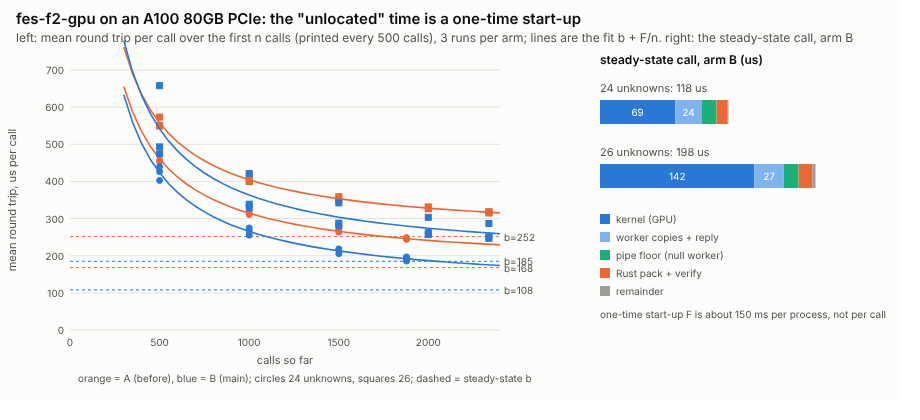 fes-f2-gpu on an A100 80GB PCIe: the "unlocated" time is a one-time start-up
left: mean round trip per call over the first n calls (printed every 500 calls), 3 runs per arm; lines are the fit b + F/n. right: the steady-state call, arm B
mean round trip, us per call
700
600
500
400
300
200
100
0
0
500
1000
1500
2000
calls so far
b=252
b=185
b=168
b=108
orange = A (before), blue = B (main); circles 24 unknowns, squares 26; dashed = steady-state b
steady-state call, arm B (us)
24 unknowns: 118 us
69
24
26 unknowns: 198 us
142
27
kernel (GPU)
worker copies + reply
pipe floor (null worker)
Rust pack + verify
remainder
one-time start-up F is about 150 ms per process, not per call